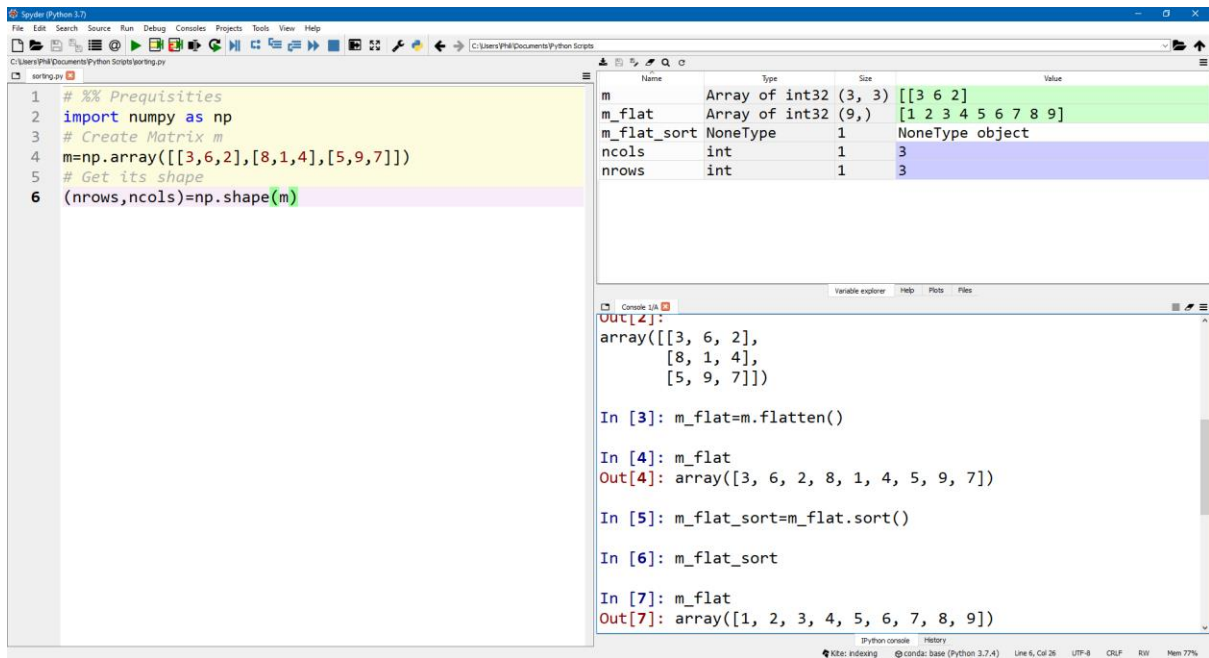 Spyder (Python 3.7)
File Edit Search Source Run Debug Consoles Projects Tools View Help
C:\Users\Phil\Documents\Python Scripts
C:\Users\Phil\Documents\Python Scripts\sorting.py
sorting.py
1 # %% Prequisities
2 import numpy as np
3 # Create Matrix m
4 m=np.array([[3,6,2],[8,1,4],[5,9,7]])
5 # Get its shape
6 (nrows,ncols)=np.shape(m)
Name Type Size Value
m Array of int32 (3, 3) [[3 6 2]
m_flat Array of int32 (9,) [1 2 3 4 5 6 7 8 9]
m_flat_sort NoneType 1 NoneType object
ncols int 1 3
nrows int 1 3
Variable explorer Help Plots Files
Console 1/A
Out[2]:
array([[3, 6, 2],
[8, 1, 4],
[5, 9, 7]])
In [3]: m_flat=m.flatten()
In [4]: m_flat
Out[4]: array([3, 6, 2, 8, 1, 4, 5, 9, 7])
In [5]: m_flat_sort=m_flat.sort()
In [6]: m_flat_sort
In [7]: m_flat
Out[7]: array([1, 2, 3, 4, 5, 6, 7, 8, 9])
IPython console History
Kite: indexing conda: base (Python 3.7.4) Line 6, Col 26 UTF-8 CRLF RW Mem 77%